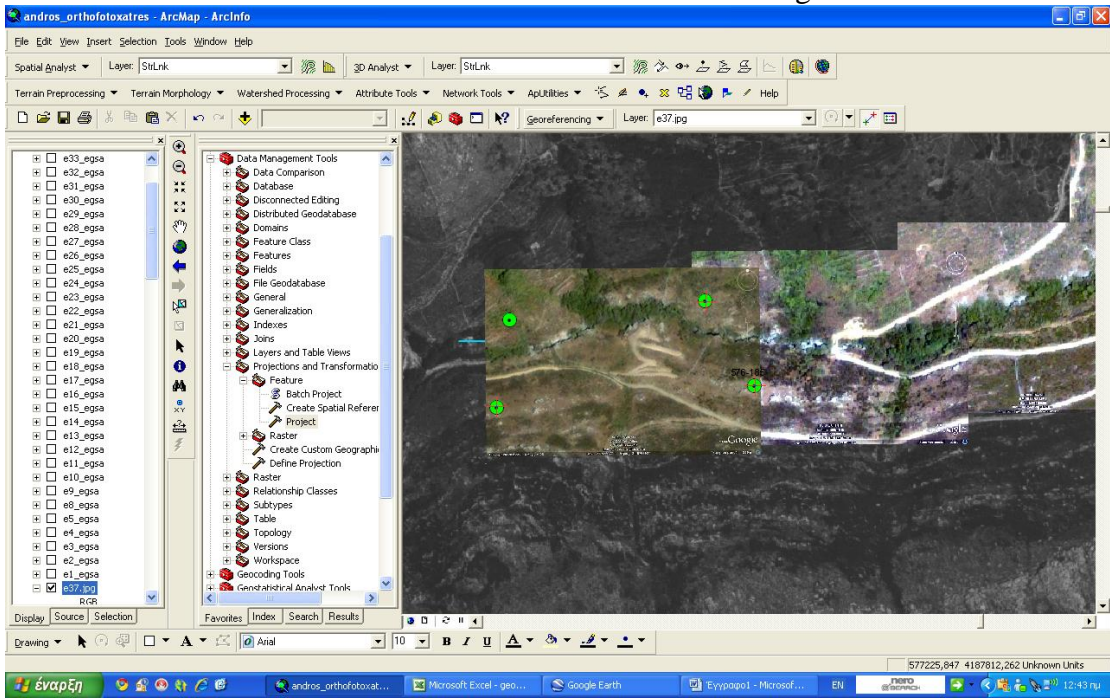 andros_orthofotoxatres - ArcMap - ArcInfo
File Edit View Insert Selection Tools Window Help
Spatial Analyst Layer: StrLnk 3D Analyst Layer: StrLnk
Terrain Preprocessing Terrain Morphology Watershed Processing Attribute Tools Network Tools ApUtilities Help
Georeferencing Layer: e37.jpg
e33_egsa
e32_egsa
e31_egsa
e30_egsa
e29_egsa
e28_egsa
e27_egsa
e26_egsa
e25_egsa
e24_egsa
e23_egsa
e22_egsa
e21_egsa
e20_egsa
e19_egsa
e18_egsa
e17_egsa
e16_egsa
e15_egsa
e14_egsa
e13_egsa
e12_egsa
e11_egsa
e10_egsa
e9_egsa
e8_egsa
e5_egsa
e4_egsa
e3_egsa
e2_egsa
e1_egsa
e37.jpg
RGB
Display Source Selection
Data Management Tools
Data Comparison
Database
Disconnected Editing
Distributed Geodatabase
Domains
Feature Class
Features
Fields
File Geodatabase
General
Generalization
Indexes
Joins
Layers and Table Views
Projections and Transformatio
Feature
Batch Project
Create Spatial Referer
Project
Raster
Create Custom Geographi
Define Projection
Raster
Relationship Classes
Subtypes
Table
Topology
Versions
Workspace
Geocoding Tools
Geostatistical Analyst Tools
Favorites Index Search Results
Google
Drawing A Arial 10 B I U A
577225,847 4187812,262 Unknown Units
έναρξη andros_orthofotoxat... Microsoft Excel - geo... Google Earth Έγγραφο1 - Microsof... EN nero SEARCH 12:43 πμ